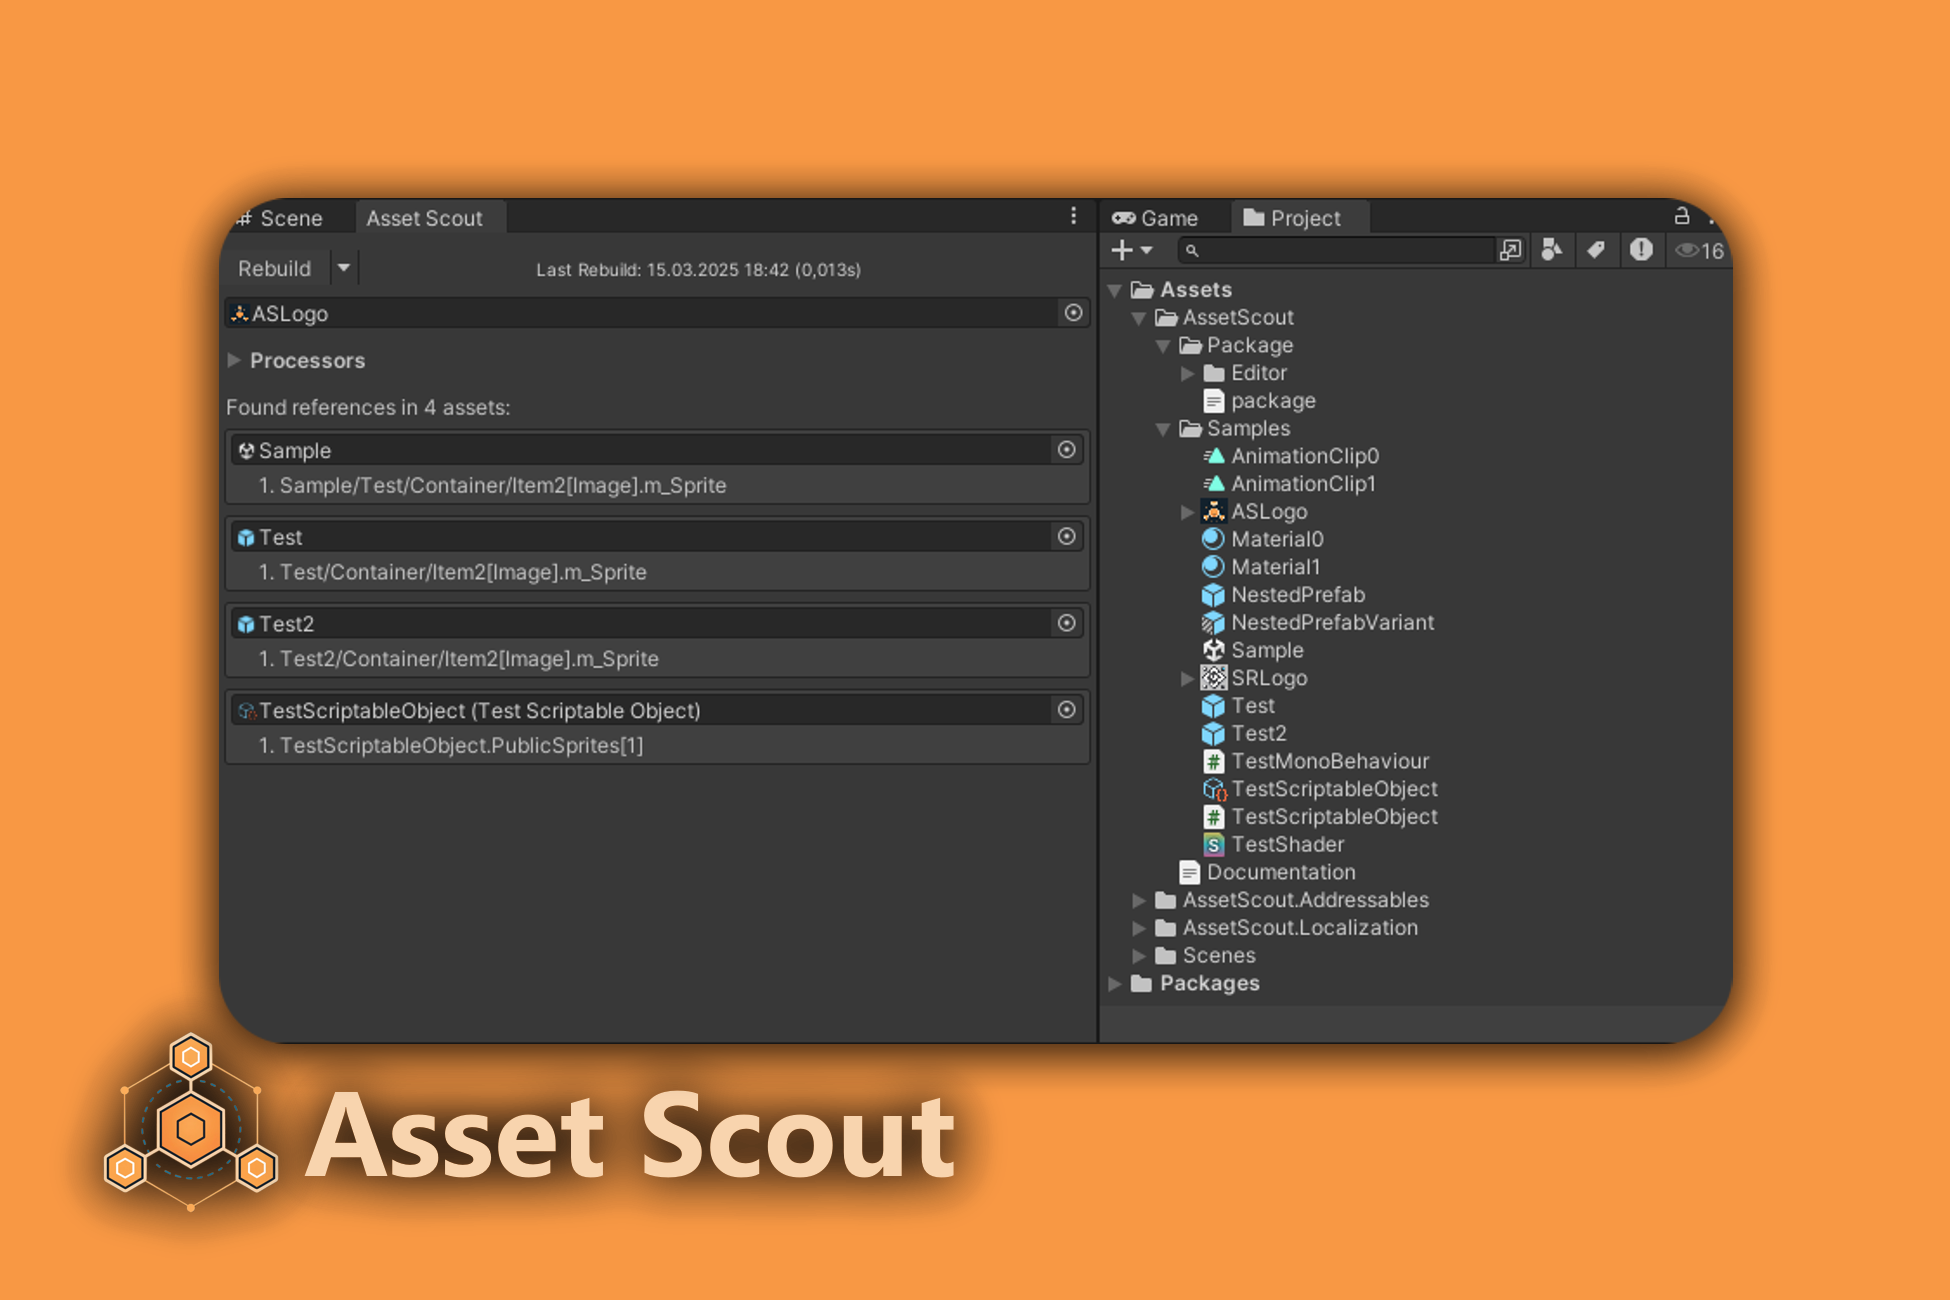 Scene
Asset Scout
Rebuild
Last Rebuild: 15.03.2025 18:42 (0,013s)
ASLogo
Processors
Found references in 4 assets:
Sample
1. Sample/Test/Container/Item2[Image].m_Sprite
Test
1. Test/Container/Item2[Image].m_Sprite
Test2
1. Test2/Container/Item2[Image].m_Sprite
TestScriptableObject (Test Scriptable Object)
1. TestScriptableObject.PublicSprites[1]
Game
Project
16
Assets
AssetScout
Package
Editor
package
Samples
AnimationClip0
AnimationClip1
ASLogo
Material0
Material1
NestedPrefab
NestedPrefabVariant
Sample
SRLogo
Test
Test2
TestMonoBehaviour
TestScriptableObject
TestScriptableObject
TestShader
Documentation
AssetScout.Addressables
AssetScout.Localization
Scenes
Packages
Asset Scout